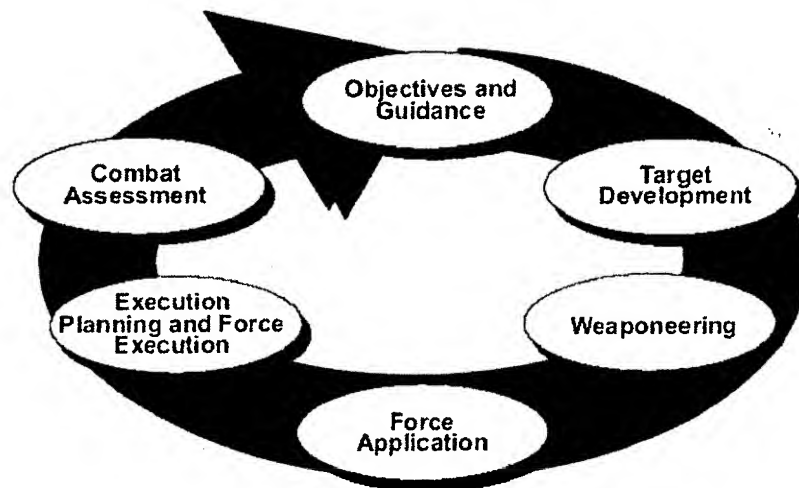 Objectives and
Guidance
Target
Development
Weaponeering
Force
Application
Execution
Planning and Force
Execution
Combat
Assessment